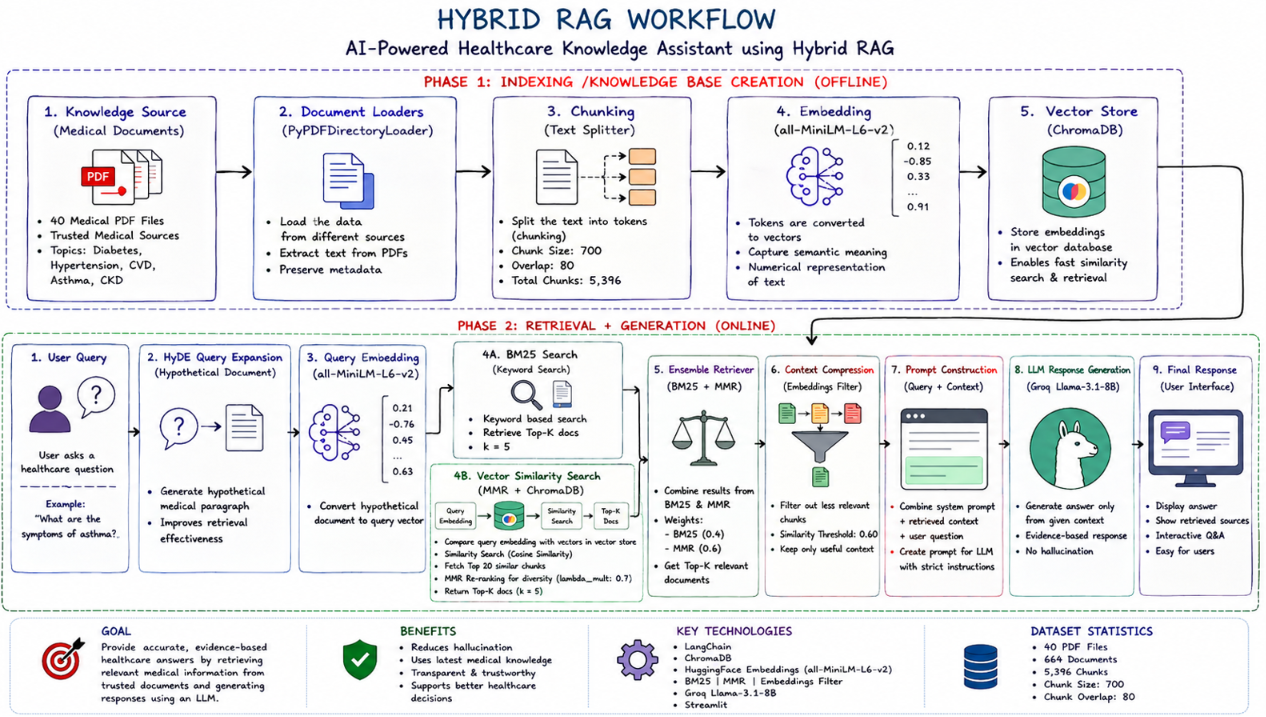 HYBRID RAG WORKFLOW
AI-Powered Healthcare Knowledge Assistant using Hybrid RAG
PHASE 1: INDEXING /KNOWLEDGE BASE CREATION (OFFLINE)
1. Knowledge Source
(Medical Documents)
PDF
• 40 Medical PDF Files
• Trusted Medical Sources
• Topics: Diabetes,
Hypertension, CVD,
Asthma, CKD
2. Document Loaders
(PyPDFDirectoryLoader)
• Load the data
from different sources
• Extract text from PDFs
• Preserve metadata
3. Chunking
(Text Splitter)
• Split the text into tokens
(chunking)
• Chunk Size: 700
• Overlap: 80
• Total Chunks: 5,396
4. Embedding
(all-MiniLM-L6-v2)
0.12
-0.85
0.33
...
0.91
• Tokens are converted
to vectors
• Capture semantic meaning
• Numerical representation
of text
5. Vector Store
(ChromaDB)
• Store embeddings
in vector database
• Enables fast similarity
search & retrieval
PHASE 2: RETRIEVAL + GENERATION (ONLINE)
1. User Query
?
User asks a
healthcare question
Example:
"What are the
symptoms of asthma?.
2. HyDE Query Expansion
(Hypothetical Document)
?
• Generate hypothetical
medical paragraph
• Improves retrieval
effectiveness
3. Query Embedding
(all-MiniLM-L6-v2)
0.21
-0.76
0.45
...
0.63
• Convert hypothetical
document to query vector
4A. BM25 Search
(Keyword Search)
• Keyword based search
• Retrieve Top-K docs
• k = 5
4B. Vector Similarity Search
(MMR + ChromaDB)
Query
Embedding
Similarity
Search
Top-K
Docs
• Compare query embedding with vectors in vector store
• Similarity Search (Cosine Similarity)
• Fetch Top 20 similar chunks
• MMR Re-ranking for diversity (lambda_mult: 0.7)
• Return Top-K docs (k = 5)
5. Ensemble Retriever
(BM25 + MMR)
• Combine results from
BM25 & MMR
• Weights:
- BM25 (0.4)
- MMR (0.6)
• Get Top-K relevant
documents
6. Context Compression
(Embeddings Filter)
• Filter out less relevant
chunks
• Similarity Threshold: 0.60
• Keep only useful context
7. Prompt Construction
(Query + Context)
• Combine system prompt
+ retrieved context
+ user question
• Create prompt for LLM
with strict instructions
8. LLM Response Generation
(Groq Llama-3.1-8B)
• Generate answer only
from given context
• Evidence-based response
• No hallucination
9. Final Response
(User Interface)
• Display answer
• Show retrieved sources
• Interactive Q&A
• Easy for users
GOAL
Provide accurate, evidence-based
healthcare answers by retrieving
relevant medical information from
trusted documents and generating
responses using an LLM.
BENEFITS
• Reduces hallucination
• Uses latest medical knowledge
• Transparent & trustworthy
• Supports better healthcare
decisions
KEY TECHNOLOGIES
• LangChain
• ChromaDB
• HuggingFace Embeddings (all-MiniLM-L6-v2)
• BM25 | MMR | Embeddings Filter
• Groq Llama-3.1-8B
• Streamlit
DATASET STATISTICS
• 40 PDF Files
• 664 Documents
• 5,396 Chunks
• Chunk Size: 700
• Chunk Overlap: 80